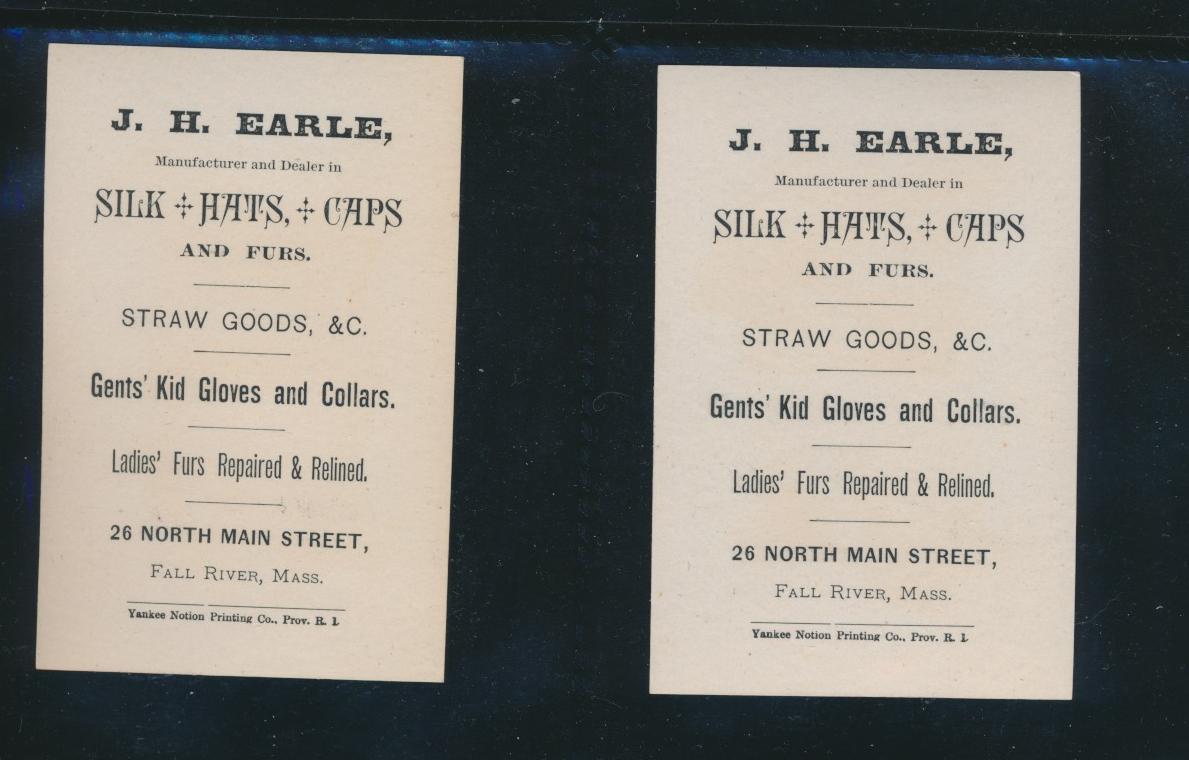 J. H. EARLE,
Manufacturer and Dealer in
SILK ✢ HATS, ✢ CAPS
AND FURS.
STRAW GOODS, &C.
Gents' Kid Gloves and Collars.
Ladies' Furs Repaired & Relined.
26 NORTH MAIN STREET,
FALL RIVER, MASS.
Yankee Notion Printing Co., Prov. R. I.
J. H. EARLE,
Manufacturer and Dealer in
SILK ✢ HATS, ✢ CAPS
AND FURS.
STRAW GOODS, &C.
Gents' Kid Gloves and Collars.
Ladies' Furs Repaired & Relined.
26 NORTH MAIN STREET,
FALL RIVER, MASS.
Yankee Notion Printing Co., Prov. R. I.